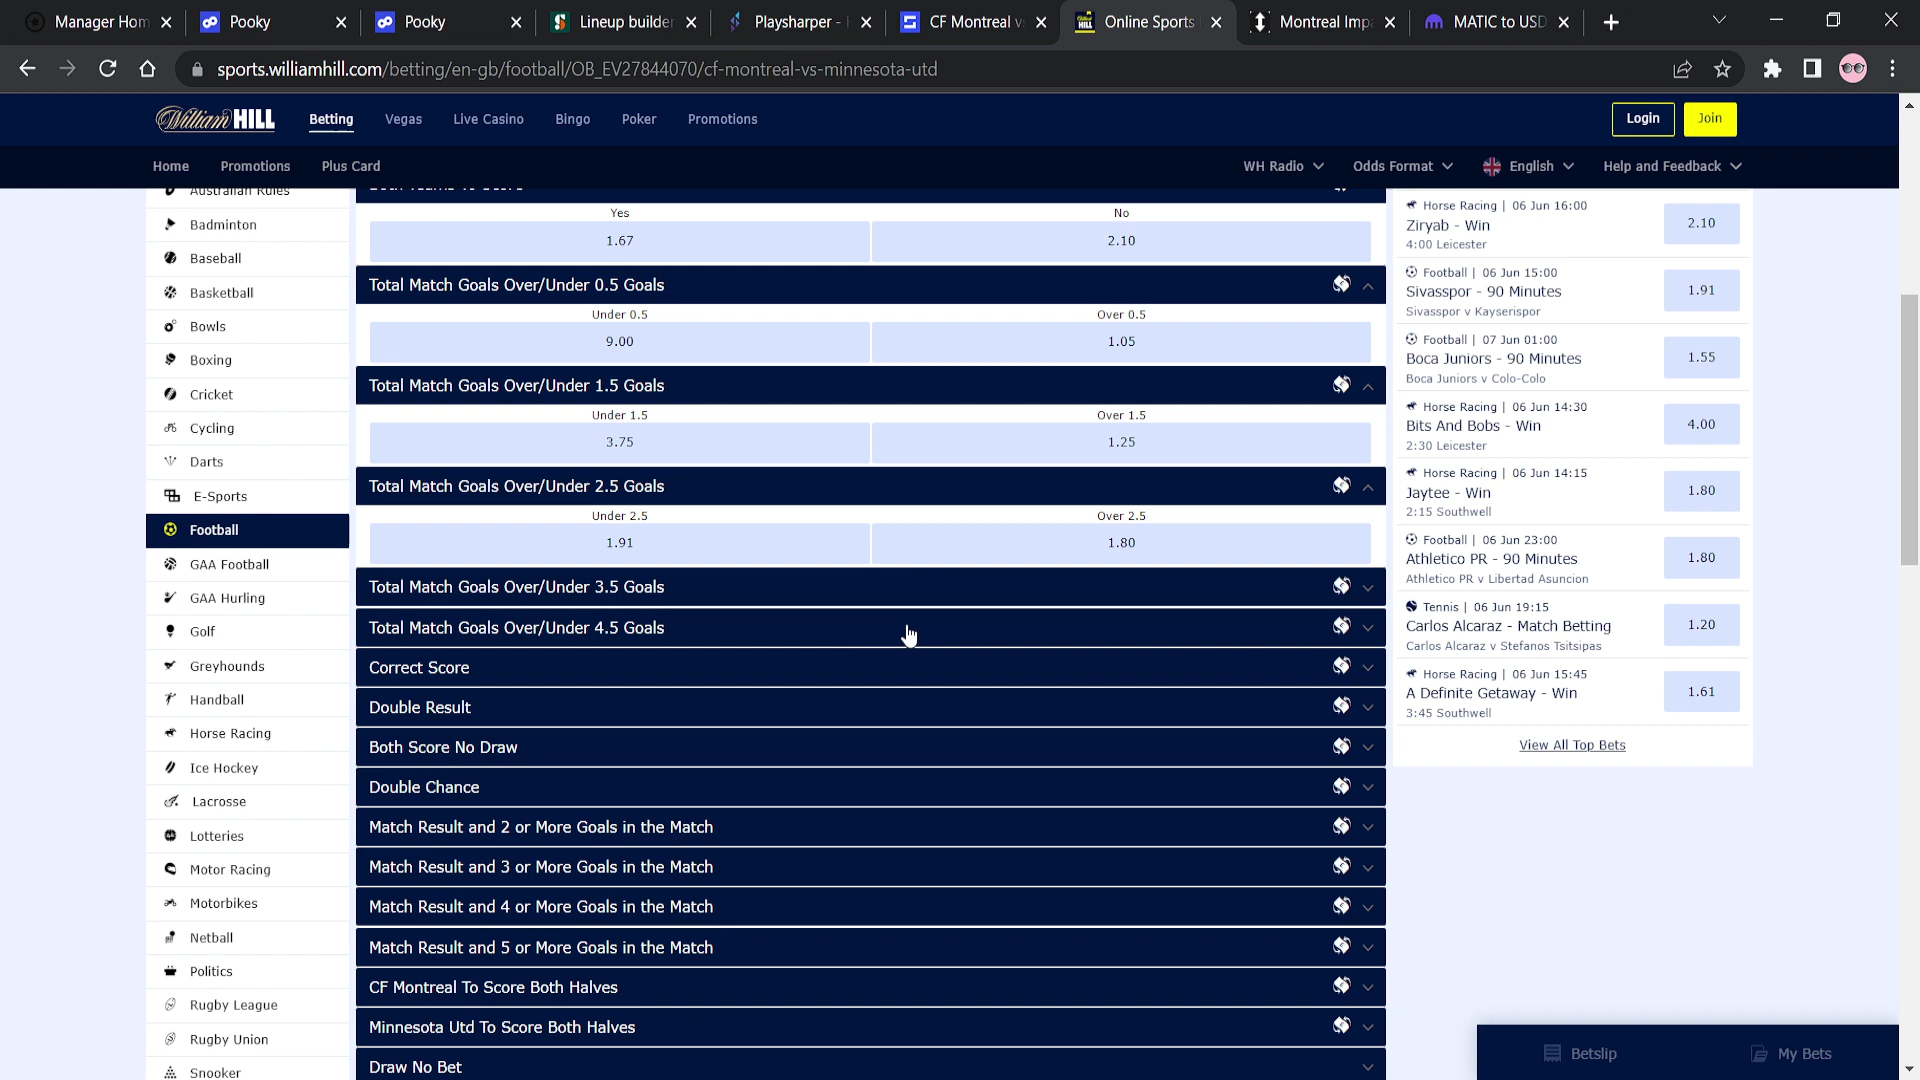 Manager Hom
Pooky
Pooky
Lineup builder
Playsharper -
CF Montreal v
Online Sports
Montreal Imp
MATIC to USD
sports.williamhill.com/betting/en-gb/football/OB_EV27844070/cf-montreal-vs-minnesota-utd
William HILL
Betting
Vegas
Live Casino
Bingo
Poker
Promotions
Login
Join
Home
Promotions
Plus Card
WH Radio
Odds Format
English
Help and Feedback
Australian Rules
Badminton
Baseball
Basketball
Bowls
Boxing
Cricket
Cycling
Darts
E-Sports
Football
GAA Football
GAA Hurling
Golf
Greyhounds
Handball
Horse Racing
Ice Hockey
Lacrosse
Lotteries
Motor Racing
Motorbikes
Netball
Politics
Rugby League
Rugby Union
Snooker
Yes
No
1.67
2.10
Total Match Goals Over/Under 0.5 Goals
Under 0.5
Over 0.5
9.00
1.05
Total Match Goals Over/Under 1.5 Goals
Under 1.5
Over 1.5
3.75
1.25
Total Match Goals Over/Under 2.5 Goals
Under 2.5
Over 2.5
1.91
1.80
Total Match Goals Over/Under 3.5 Goals
Total Match Goals Over/Under 4.5 Goals
Correct Score
Double Result
Both Score No Draw
Double Chance
Match Result and 2 or More Goals in the Match
Match Result and 3 or More Goals in the Match
Match Result and 4 or More Goals in the Match
Match Result and 5 or More Goals in the Match
CF Montreal To Score Both Halves
Minnesota Utd To Score Both Halves
Draw No Bet
Horse Racing | 06 Jun 16:00
Ziryab - Win
4:00 Leicester
2.10
Football | 06 Jun 15:00
Sivasspor - 90 Minutes
Sivasspor v Kayserispor
1.91
Football | 07 Jun 01:00
Boca Juniors - 90 Minutes
Boca Juniors v Colo-Colo
1.55
Horse Racing | 06 Jun 14:30
Bits And Bobs - Win
2:30 Leicester
4.00
Horse Racing | 06 Jun 14:15
Jaytee - Win
2:15 Southwell
1.80
Football | 06 Jun 23:00
Athletico PR - 90 Minutes
Athletico PR v Libertad Asuncion
1.80
Tennis | 06 Jun 19:15
Carlos Alcaraz - Match Betting
Carlos Alcaraz v Stefanos Tsitsipas
1.20
Horse Racing | 06 Jun 15:45
A Definite Getaway - Win
3:45 Southwell
1.61
View All Top Bets
Betslip
My Bets